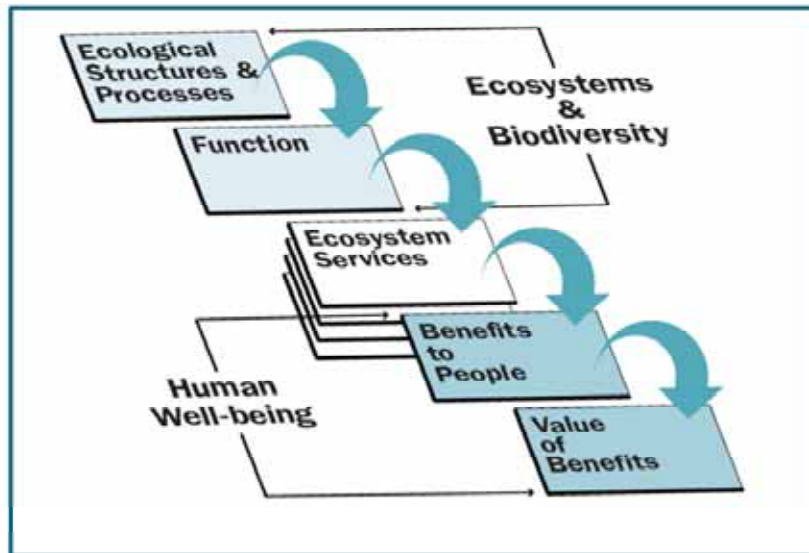 Ecological
Structures &
Processes
Ecosystems
&
Biodiversity
Function
Ecosystem
Services
Benefits
to
People
Human
Well-being
Value
of
Benefits